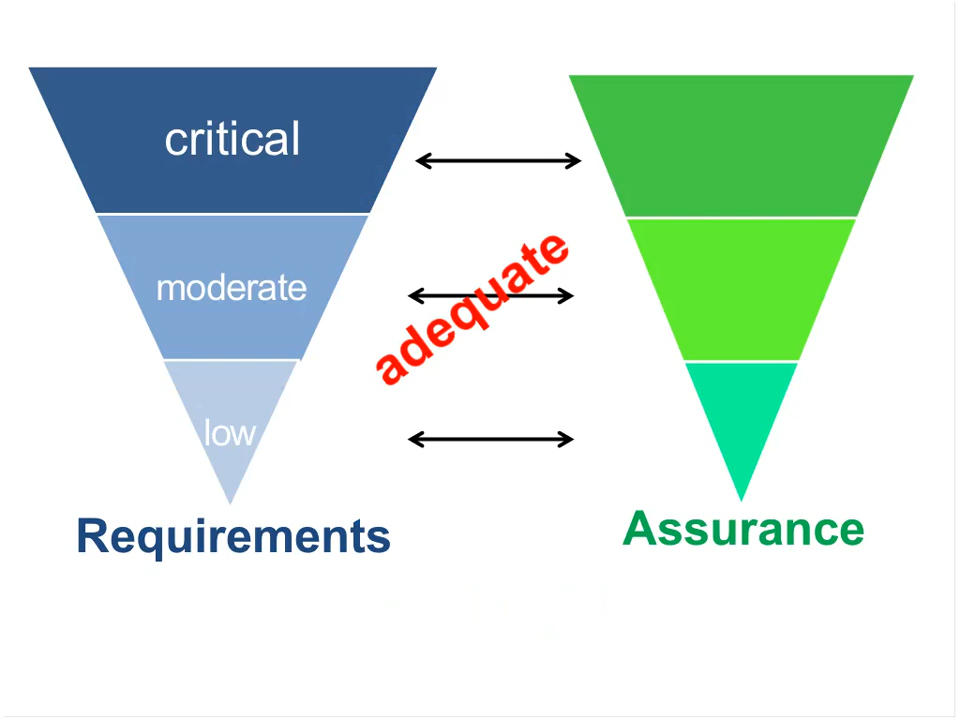 critical
moderate
adequate
low
Requirements
Assurance